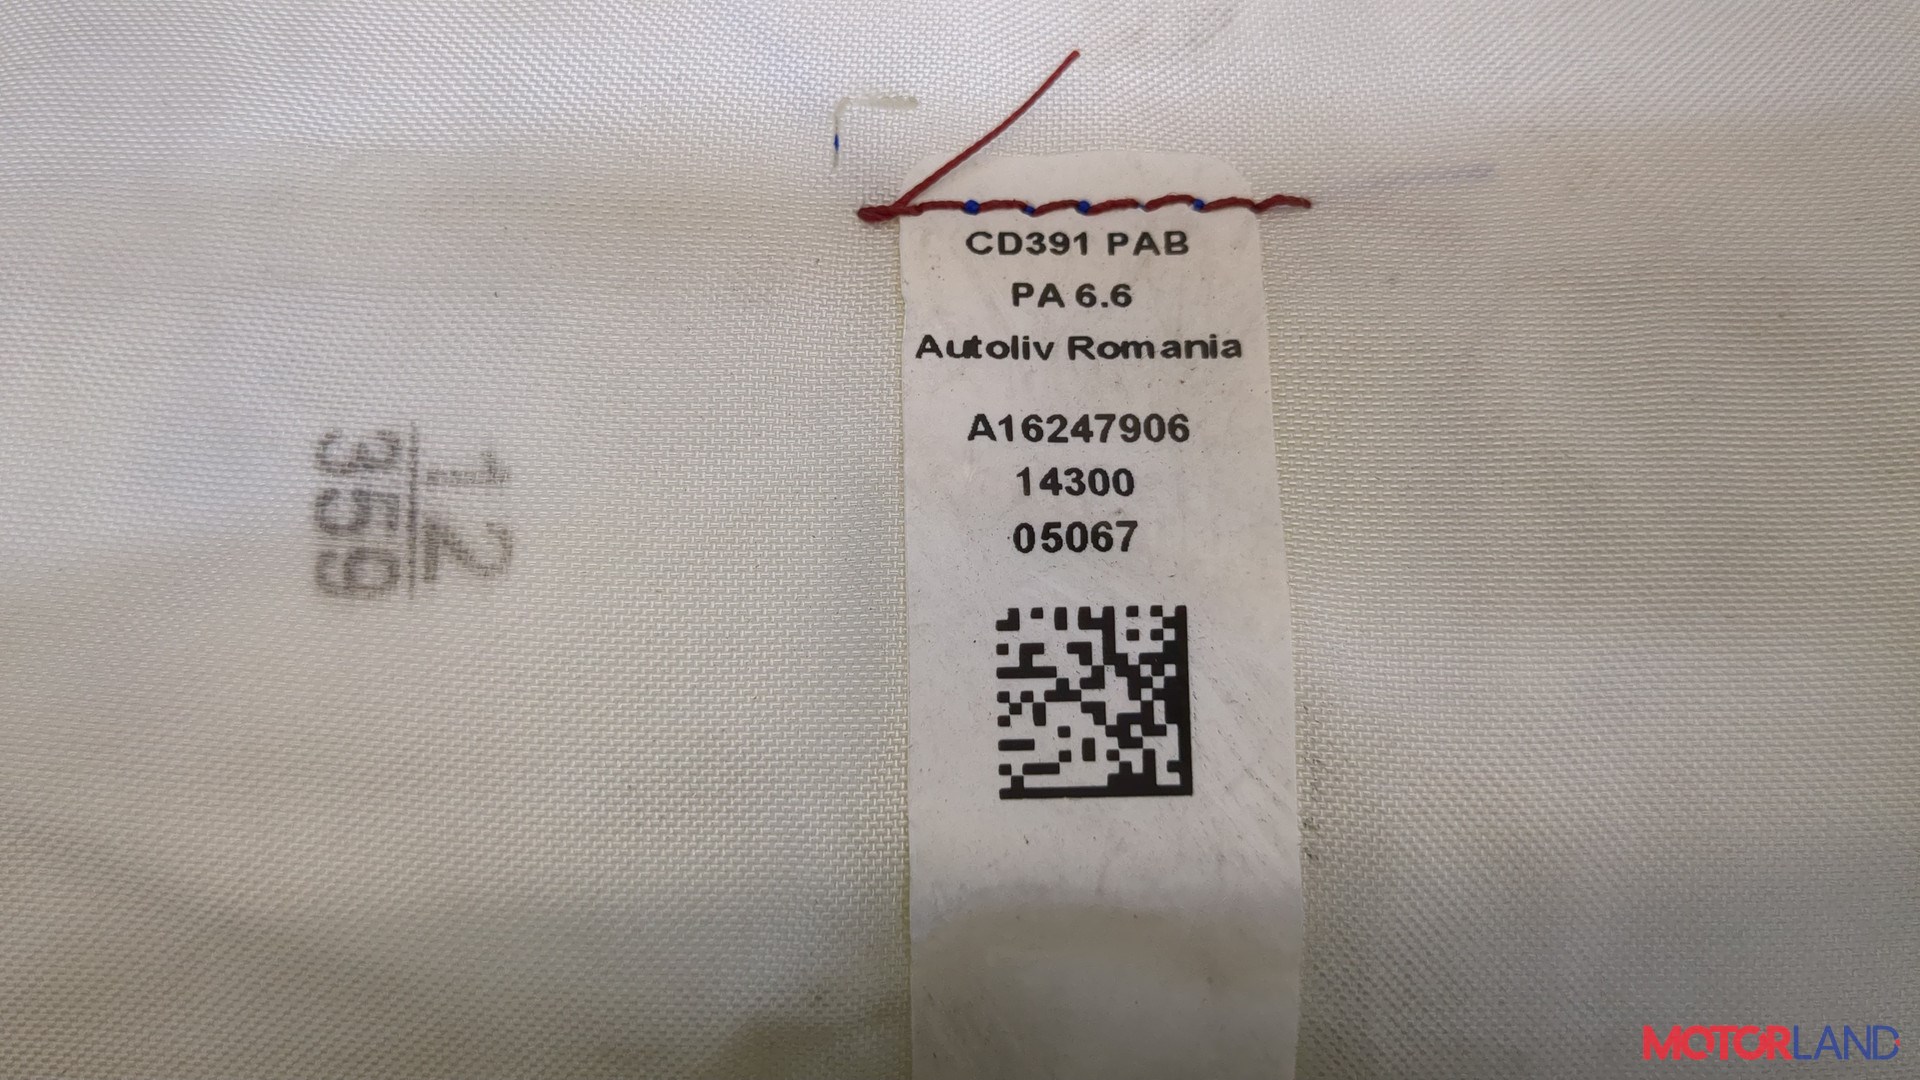 CD391 PAB
PA 6.6
Autoliv Romania
A16247906
14300
05067
12
359
MOTORLAND